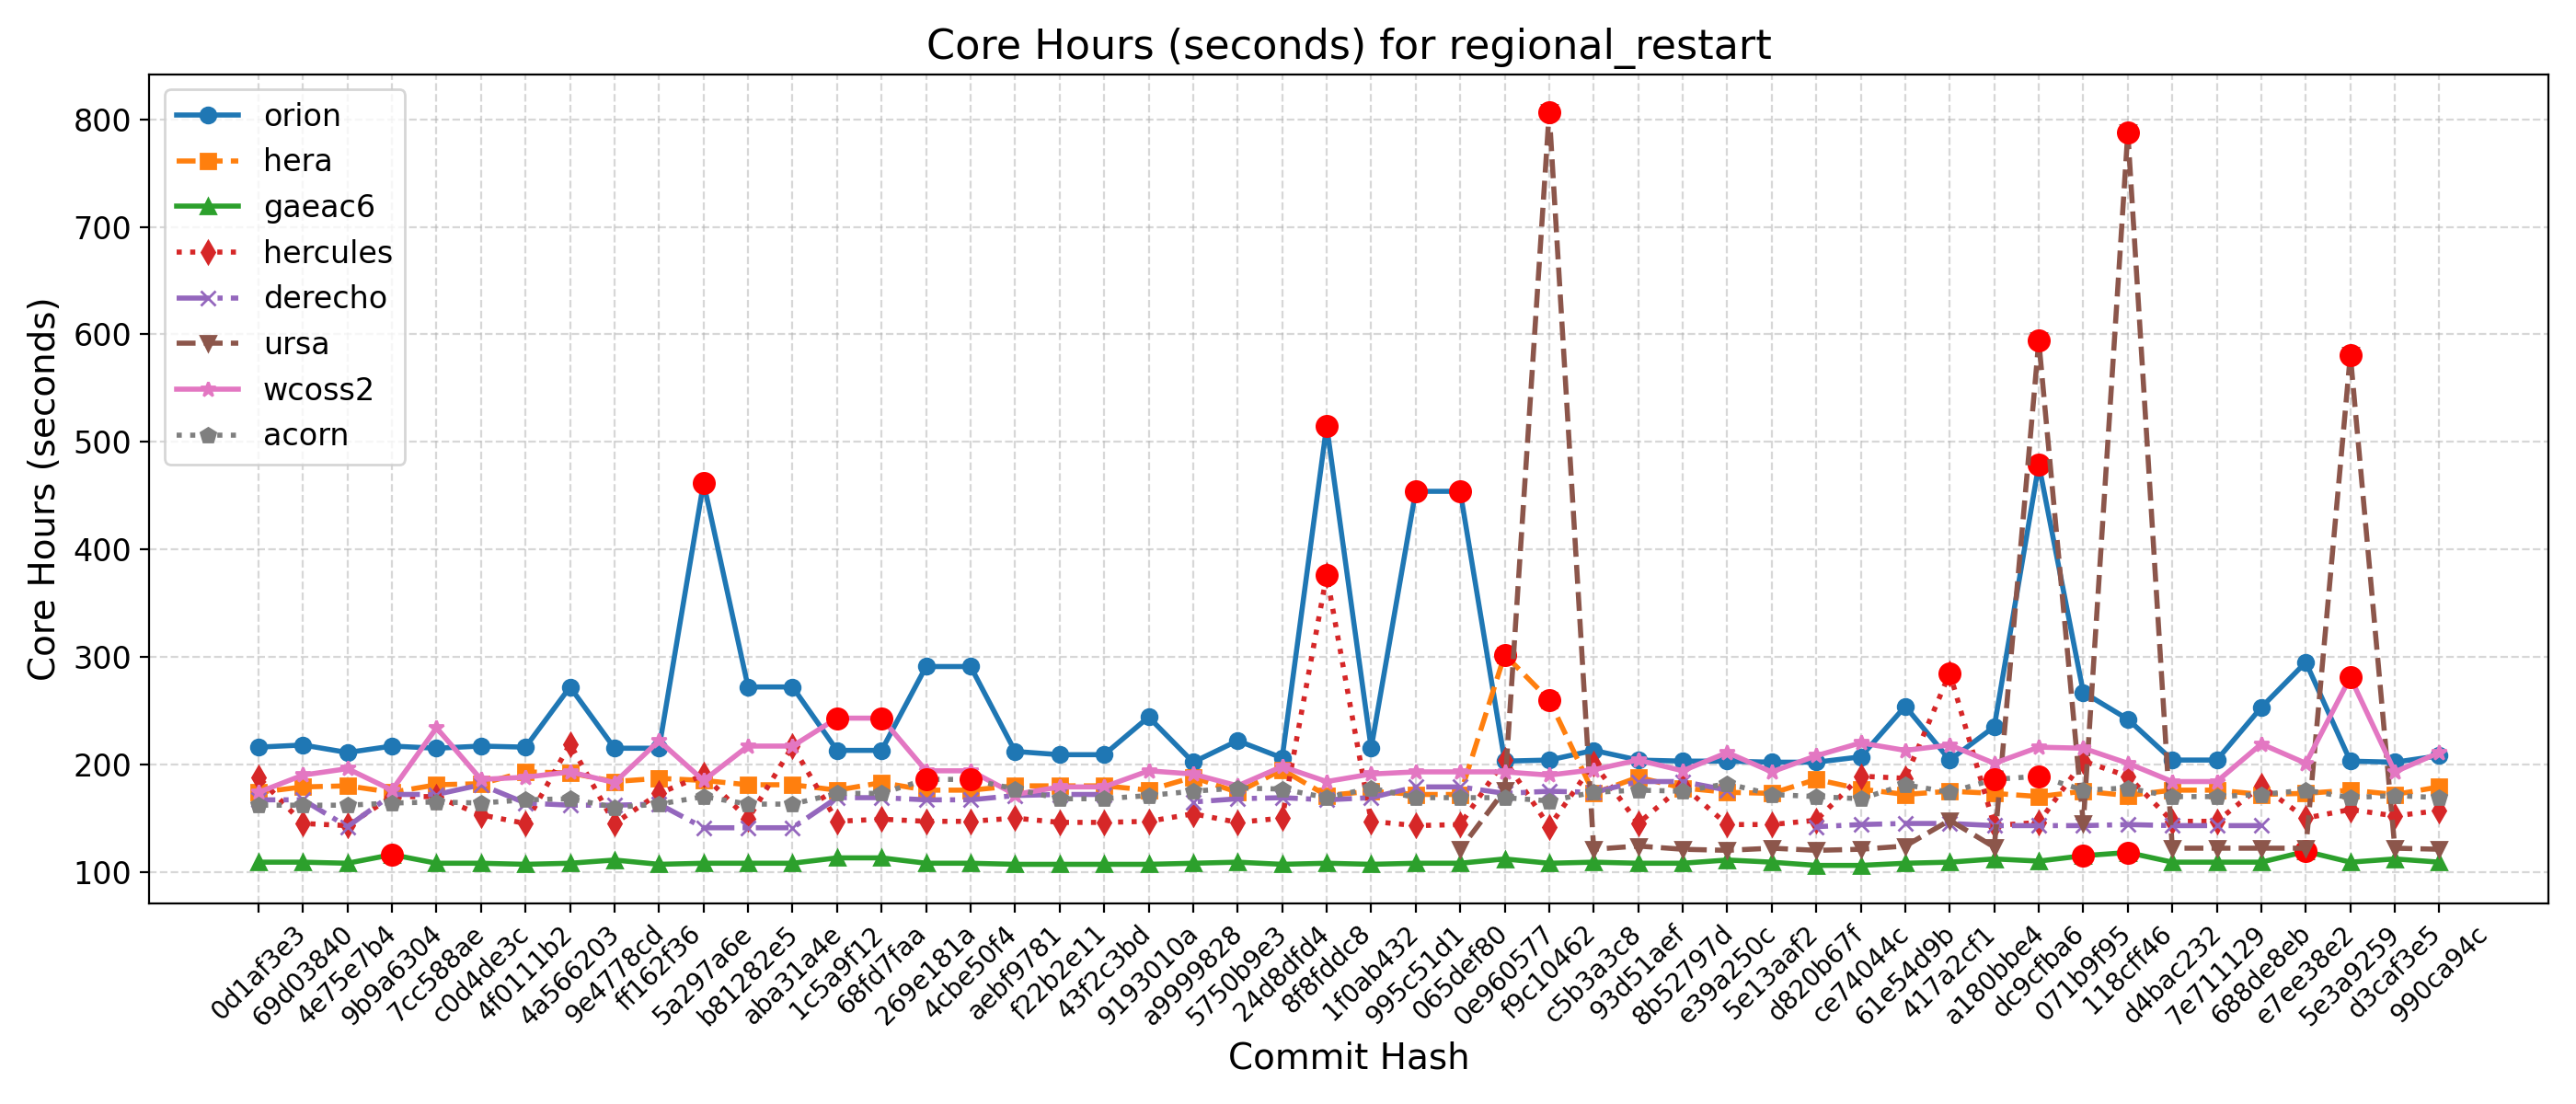 Core Hours (seconds) for regional_restart
Core Hours (seconds)
800
700
600
500
400
300
200
100
orion
hera
gaeac6
hercules
derecho
ursa
wcoss2
acorn
0d1af3e3
69d03840
4e75e7b4
9b9a6304
7cc588ae
c0d4de3c
4f0111b2
4a566203
9e4778cd
ff162f36
5a297a6e
b81282e5
aba31a4e
1c5a9f12
68fd7faa
269e181a
4cbe50f4
aebf9781
f22b2e11
43f2c3bd
9193010a
a9999828
5750b9e3
24d8dfd4
8f8fddc8
1f0ab432
995c51d1
065def80
0e960577
f9c10462
c5b3a3c8
93d51aef
8b52797d
e39a250c
5e13aaf2
d820b67f
ce74044c
61e54d9b
417a2cf1
a180bbe4
dc9cfba6
071b9f95
118cff46
d4bac232
7e711129
688de8eb
e7ee38e2
5e3a9259
d3caf3e5
990ca94c
Commit Hash